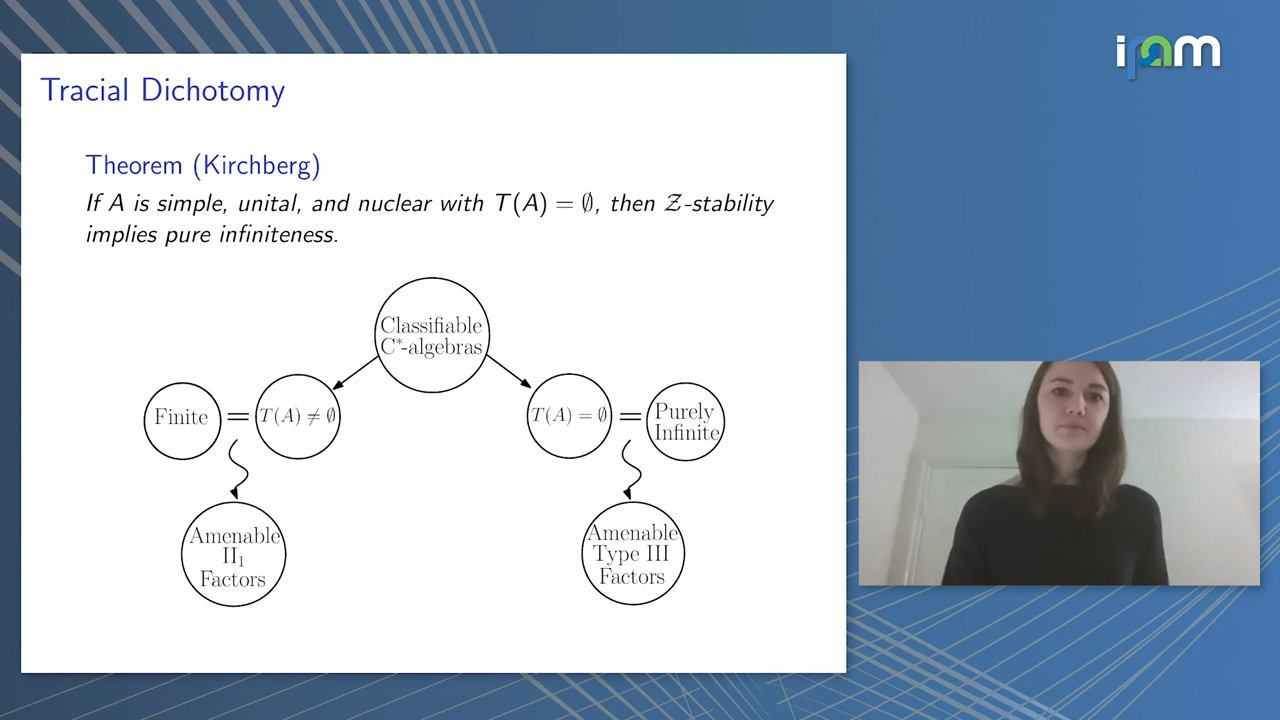 ipam
Tracial Dichotomy
Theorem (Kirchberg)
If A is simple, unital, and nuclear with T(A) = ∅, then 𝒵-stability
implies pure infiniteness.
Classifiable
C*-algebras
Finite
=
T(A) ≠ ∅
T(A) = ∅
=
Purely
Infinite
Amenable
II₁
Factors
Amenable
Type III
Factors